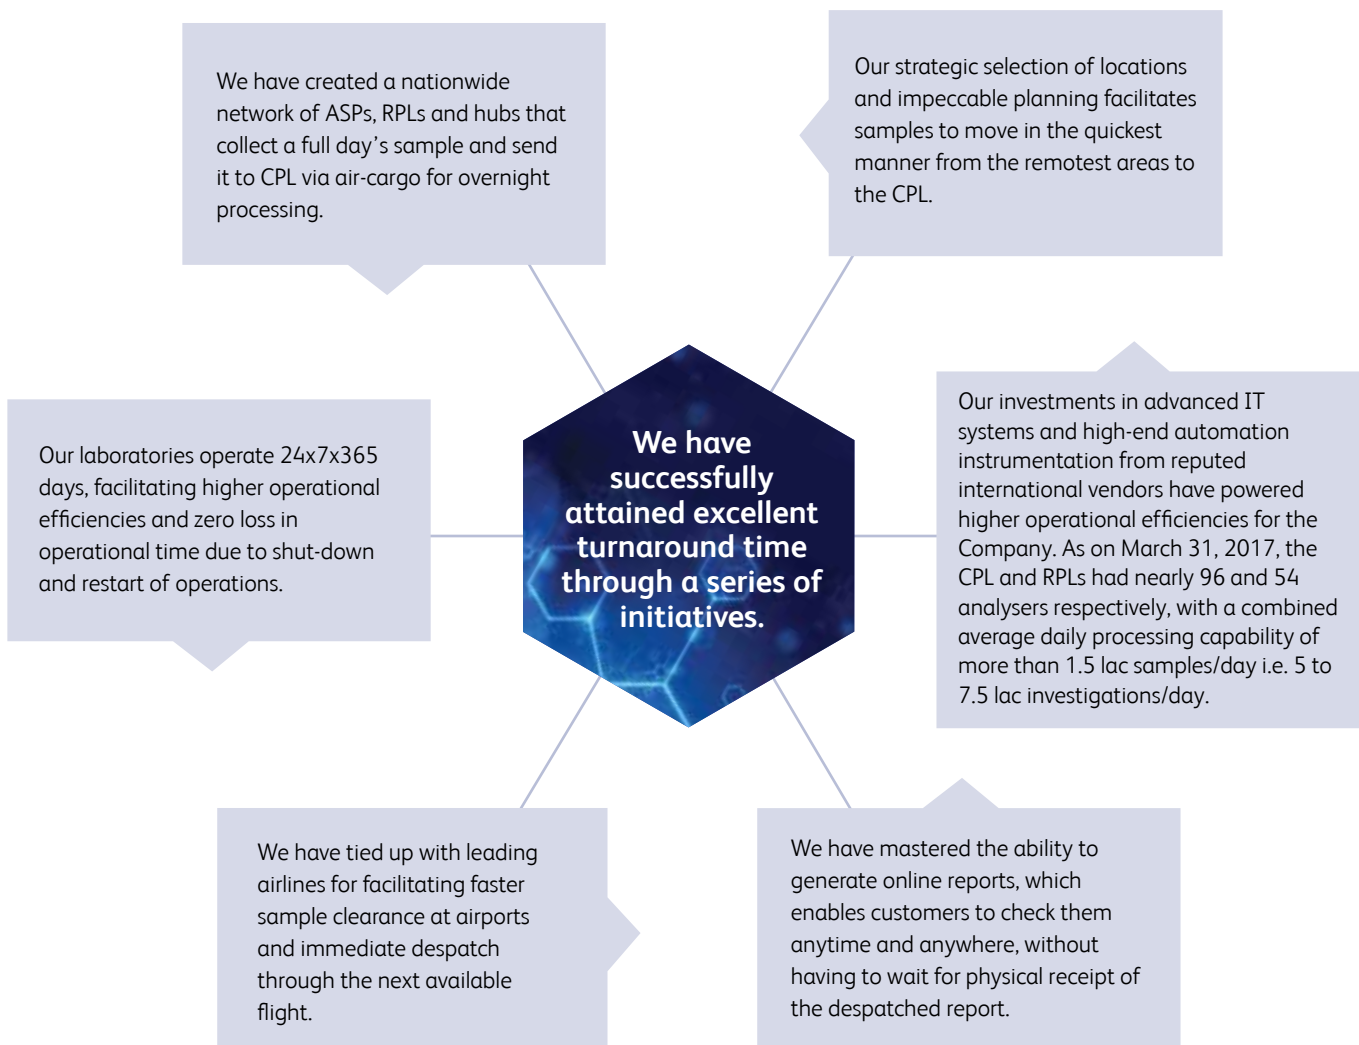 We have created a nationwide
network of ASPs, RPLs and hubs that
collect a full day’s sample and send
it to CPL via air-cargo for overnight
processing.
Our strategic selection of locations
and impeccable planning facilitates
samples to move in the quickest
manner from the remotest areas to
the CPL.
Our laboratories operate 24x7x365
days, facilitating higher operational
efficiencies and zero loss in
operational time due to shut-down
and restart of operations.
We have
successfully
attained excellent
turnaround time
through a series of
initiatives.
Our investments in advanced IT
systems and high-end automation
instrumentation from reputed
international vendors have powered
higher operational efficiencies for the
Company. As on March 31, 2017, the
CPL and RPLs had nearly 96 and 54
analysers respectively, with a combined
average daily processing capability of
more than 1.5 lac samples/day i.e. 5 to
7.5 lac investigations/day.
We have tied up with leading
airlines for facilitating faster
sample clearance at airports
and immediate despatch
through the next available
flight.
We have mastered the ability to
generate online reports, which
enables customers to check them
anytime and anywhere, without
having to wait for physical receipt of
the despatched report.